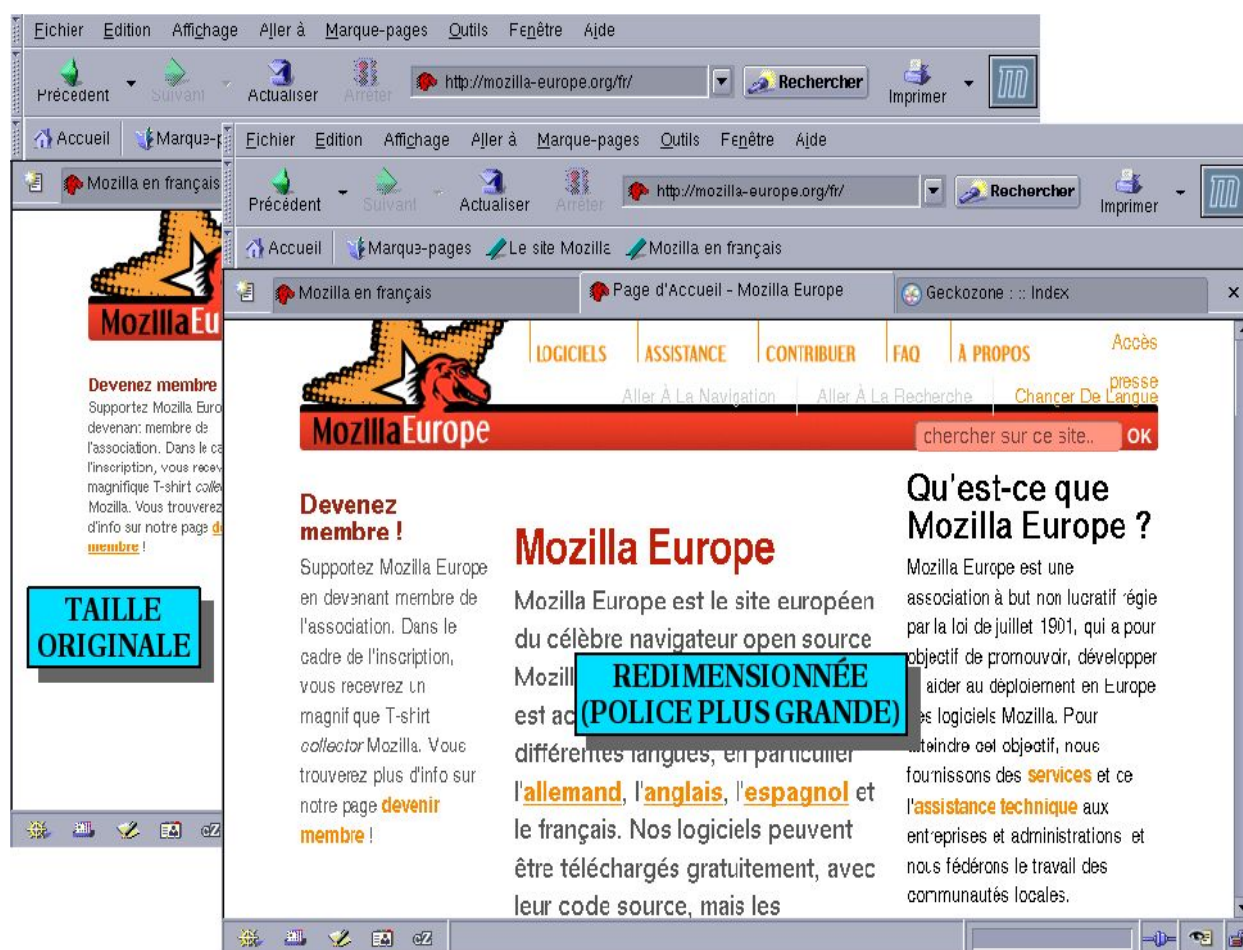 Fichier Edition Affichage Aller à Marque-pages Outils Fenêtre Aide
Précédent Suivant Actualiser Arrêter http://mozilla-europe.org/fr/ Rechercher Imprimer
Accueil Marque-p
Mozilla en français
MozillaEu
Devenez membre
Supportez Mozilla Euro
devenant membre de
l'association. Dans le ca
l'inscription, vous recev
magnifique T-shirt colle
Mozilla. Vous trouverez
d'info sur notre page de
membre !
TAILLE
ORIGINALE
Fichier Edition Affichage Aller à Marque-pages Outils Fenêtre Aide
Précédent Suivant Actualiser Arrêter http://mozilla-europe.org/fr/ Rechercher Imprimer
Accueil Marque-pages Le site Mozilla Mozilla en français
Mozilla en français Page d'Accueil - Mozilla Europe Geckozone : :: Index
LOGICIELS ASSISTANCE CONTRIBUER FAQ À PROPOS Accès
presse
Aller À La Navigation Aller À La Recherche Changer De Langue
MozillaEurope chercher sur ce site.. OK
Devenez
membre !
Supportez Mozilla Europe
en devenant membre de
l'association. Dans le
cadre de l'inscription,
vous recevrez un
magnifique T-shirt
collector Mozilla. Vous
trouverez plus d'info sur
notre page devenir
membre !
Mozilla Europe
Mozilla Europe est le site européen
du célèbre navigateur open source
Mozill
est ac
différentes langues, en particulier
l'allemand, l'anglais, l'espagnol et
le français. Nos logiciels peuvent
être téléchargés gratuitement, avec
leur code source, mais les
REDIMENSIONNÉE
(POLICE PLUS GRANDE)
Qu'est-ce que
Mozilla Europe ?
Mozilla Europe est une
association à but non lucratif régie
par la loi de juillet 1901, qui a pour
objectif de promouvoir, développer
aider au déploiement en Europe
es logiciels Mozilla. Pour
atteindre cet objectif, nous
fournissons des services et ce
l'assistance technique aux
entreprises et administrations et
nous fédérons le travail des
communautés locales.